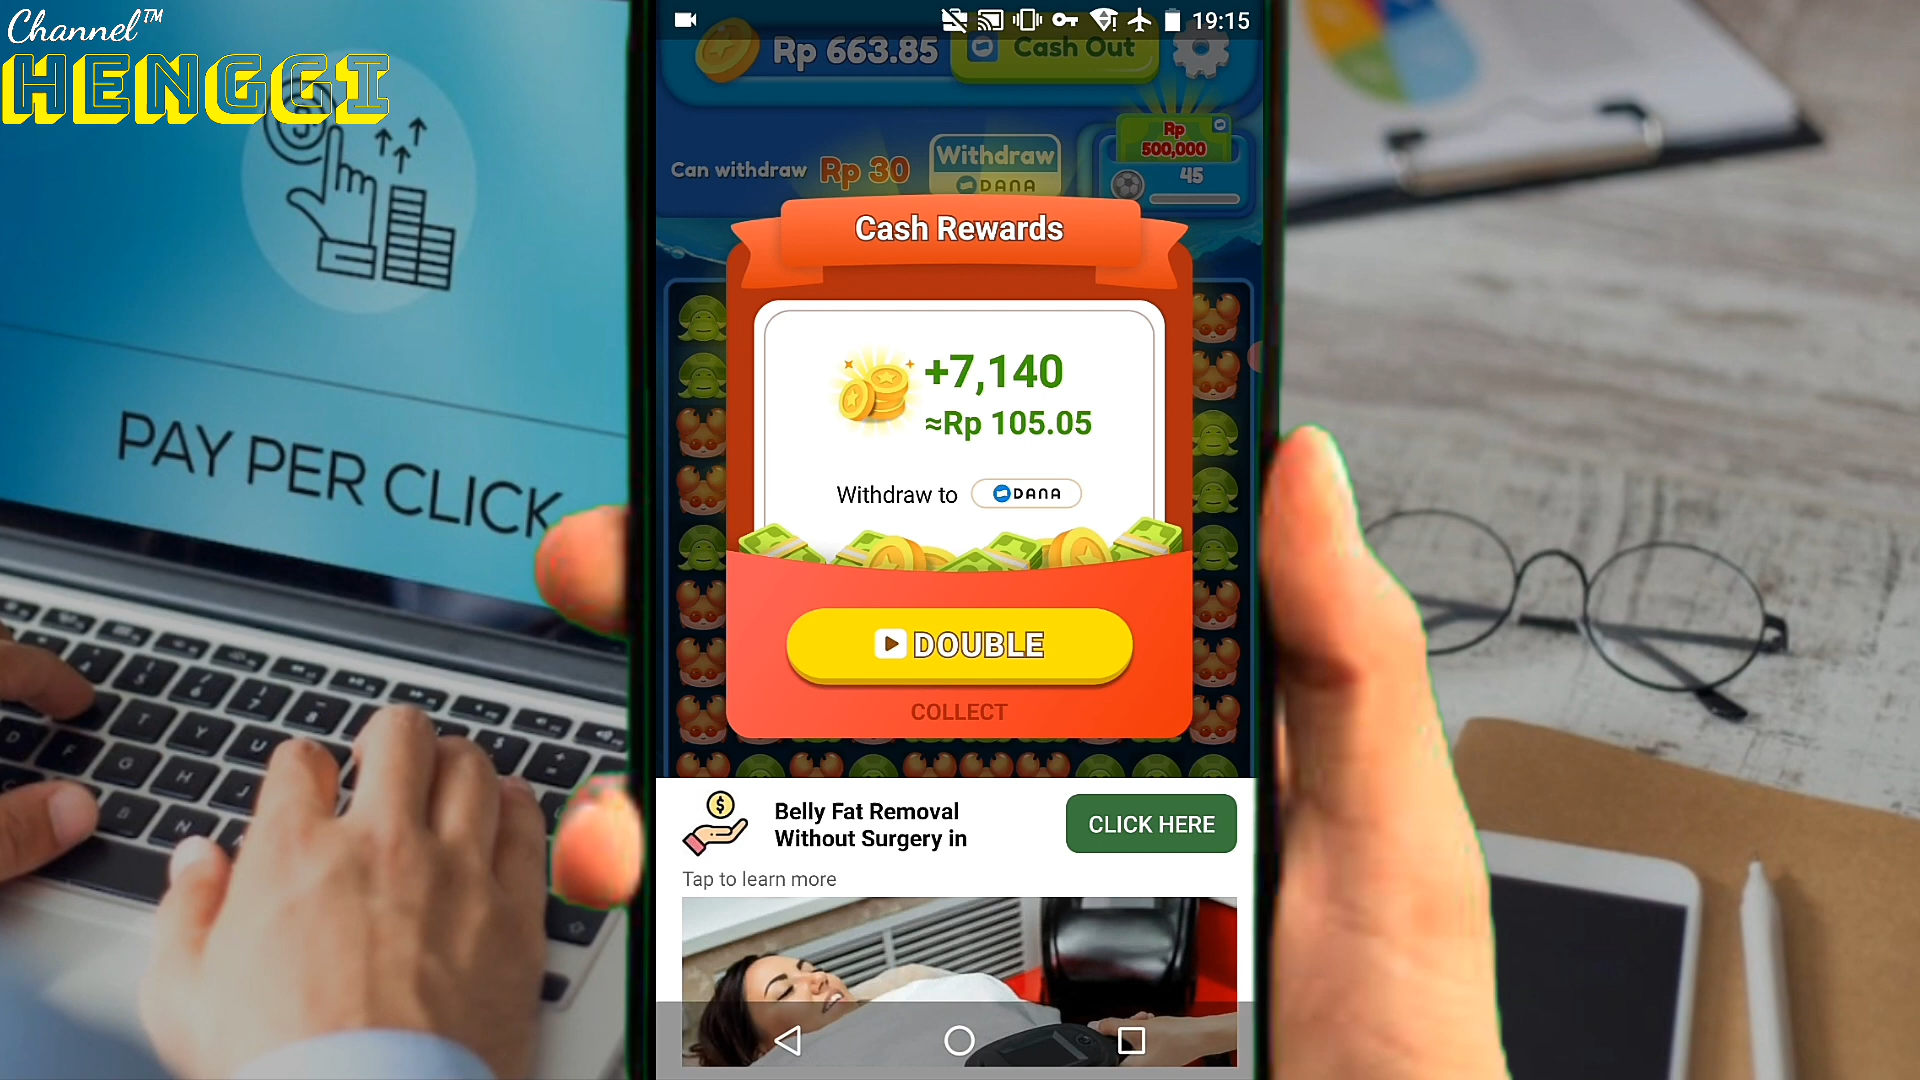 Channel™
HENGGI
PAY PER CLICK
19:15
Rp 663.85
Cash Out
Can withdraw Rp 30
Withdraw
DANA
Rp
500,000
45
Cash Rewards
+7,140
≈Rp 105.05
Withdraw to DANA
DOUBLE
COLLECT
Belly Fat Removal
Without Surgery in
CLICK HERE
Tap to learn more